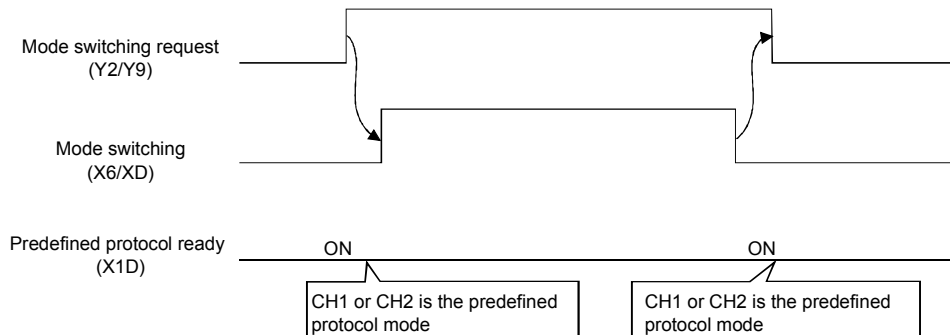 Mode switching request
(Y2/Y9)
Mode switching
(X6/XD)
Predefined protocol ready
(X1D)
ON
ON
CH1 or CH2 is the predefined
protocol mode
CH1 or CH2 is the predefined
protocol mode